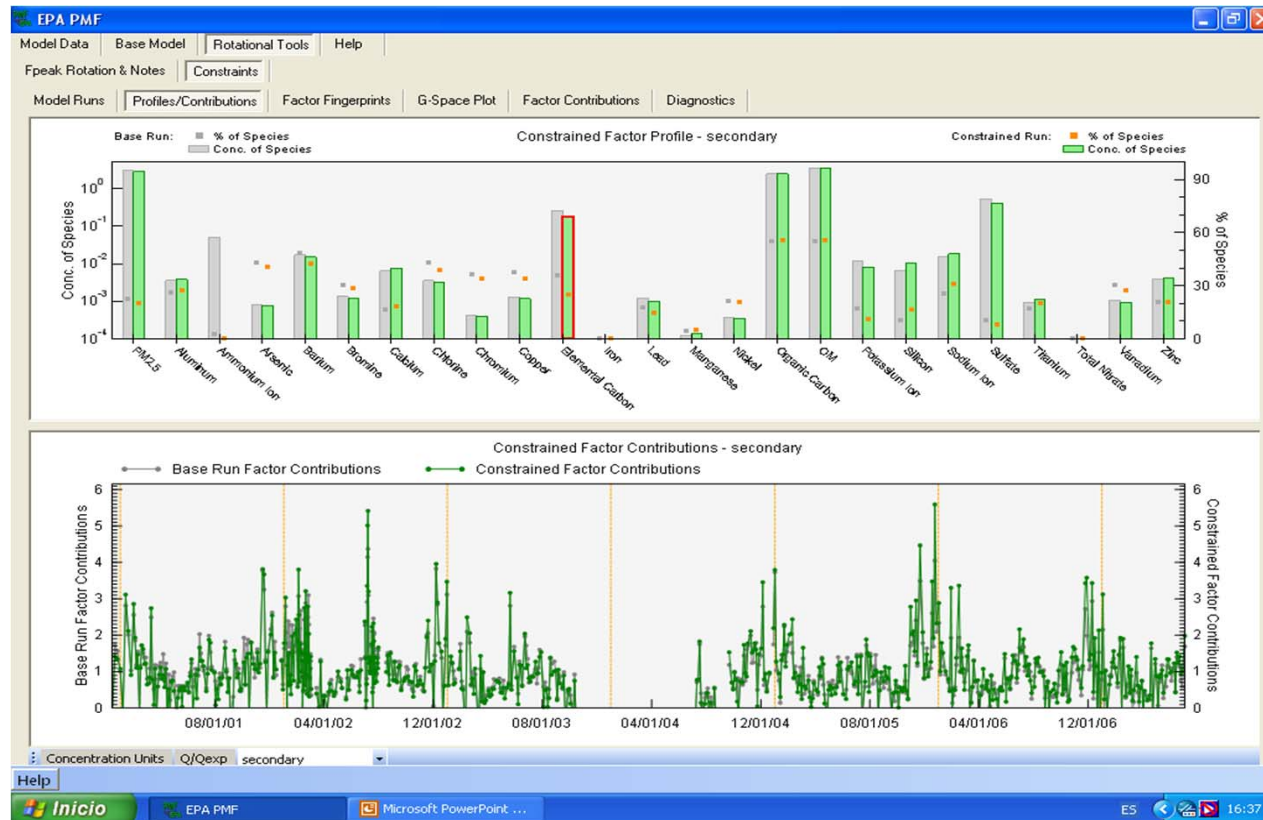 EPA PMF
Model Data Base Model Rotational Tools Help
Fpeak Rotation & Notes Constraints
Model Runs Profiles/Contributions Factor Fingerprints G-Space Plot Factor Contributions Diagnostics
Base Run: % of Species Constrained Factor Profile - secondary Constrained Run: % of Species
Conc. of Species Conc. of Species
Conc. of Species
10⁰
10⁻¹
10⁻²
10⁻³
10⁻⁴
90
60
30
0
% of Species
PM2.5 Aluminum Ammonium Ion Arsenic Barium Bromine Calcium Chlorine Chromium Copper Elemental Carbon Iron Lead Manganese Nickel Organic Carbon OM Potassium Ion Silicon Sodium Ion Sulfate Titanium Total Nitrate Vanadium Zinc
Constrained Factor Contributions - secondary
Base Run Factor Contributions Constrained Factor Contributions
Base Run Factor Contributions
6 6
5 5
4 4
3 3
2 2
1 1
0 0
Constrained Factor Contributions
08/01/01 04/01/02 12/01/02 08/01/03 04/01/04 12/01/04 08/01/05 04/01/06 12/01/06
Concentration Units Q/Qexp secondary
Help
Inicio EPA PMF Microsoft PowerPoint ... ES 16:37